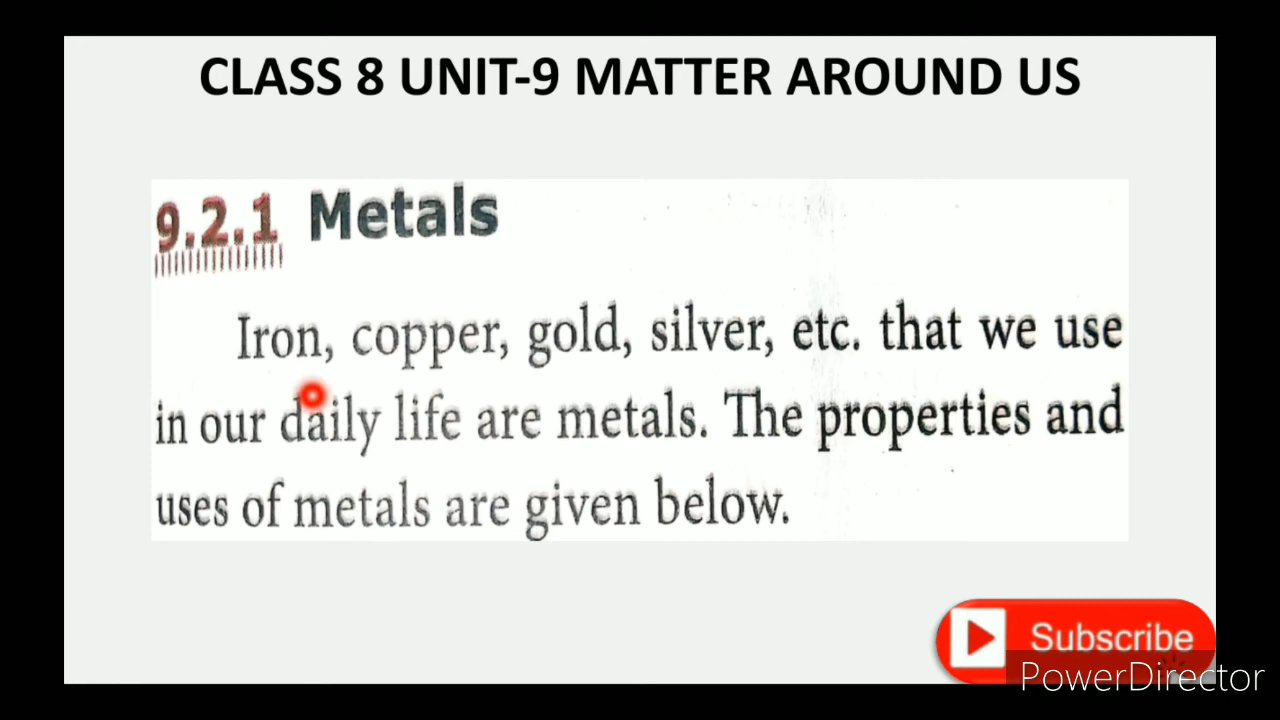 CLASS 8 UNIT-9 MATTER AROUND US
9.2.1 Metals
Iron, copper, gold, silver, etc. that we use
in our daily life are metals. The properties and
uses of metals are given below.
Subscribe
PowerDirector